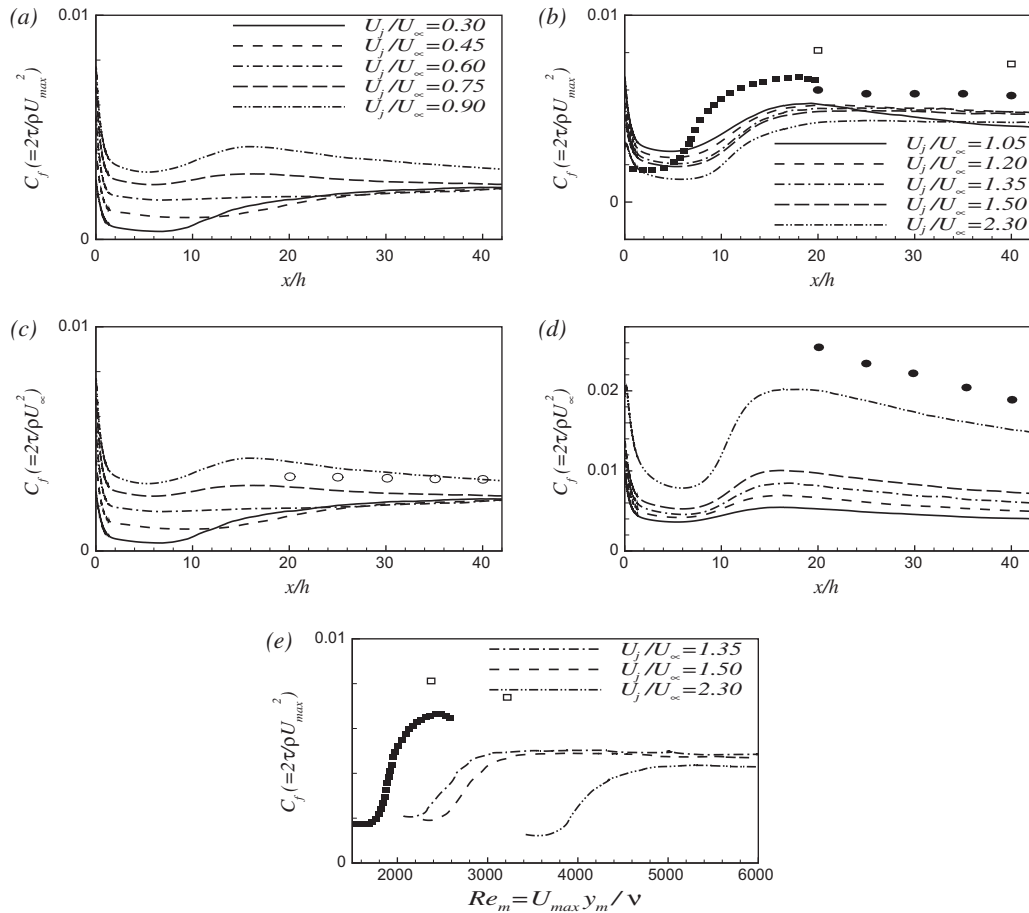 (a)
0.01
C_f (=2τ/ρU_max^2)
0
0 10 20 30 40
x/h
U_j/U_∞=0.30
U_j/U_∞=0.45
U_j/U_∞=0.60
U_j/U_∞=0.75
U_j/U_∞=0.90
(b)
0.01
C_f (=2τ/ρU_max^2)
0
0 10 20 30 40
x/h
U_j/U_∞=1.05
U_j/U_∞=1.20
U_j/U_∞=1.35
U_j/U_∞=1.50
U_j/U_∞=2.30
(c)
0.01
C_f (=2τ/ρU_∞^2)
0
0 10 20 30 40
x/h
(d)
0.02
0.01
C_f (=2τ/ρU_∞^2)
0
0 10 20 30 40
x/h
(e)
0.01
C_f (=2τ/ρU_max^2)
0
U_j/U_∞=1.35
U_j/U_∞=1.50
U_j/U_∞=2.30
2000 3000 4000 5000 6000
Re_m=U_max y_m/ν